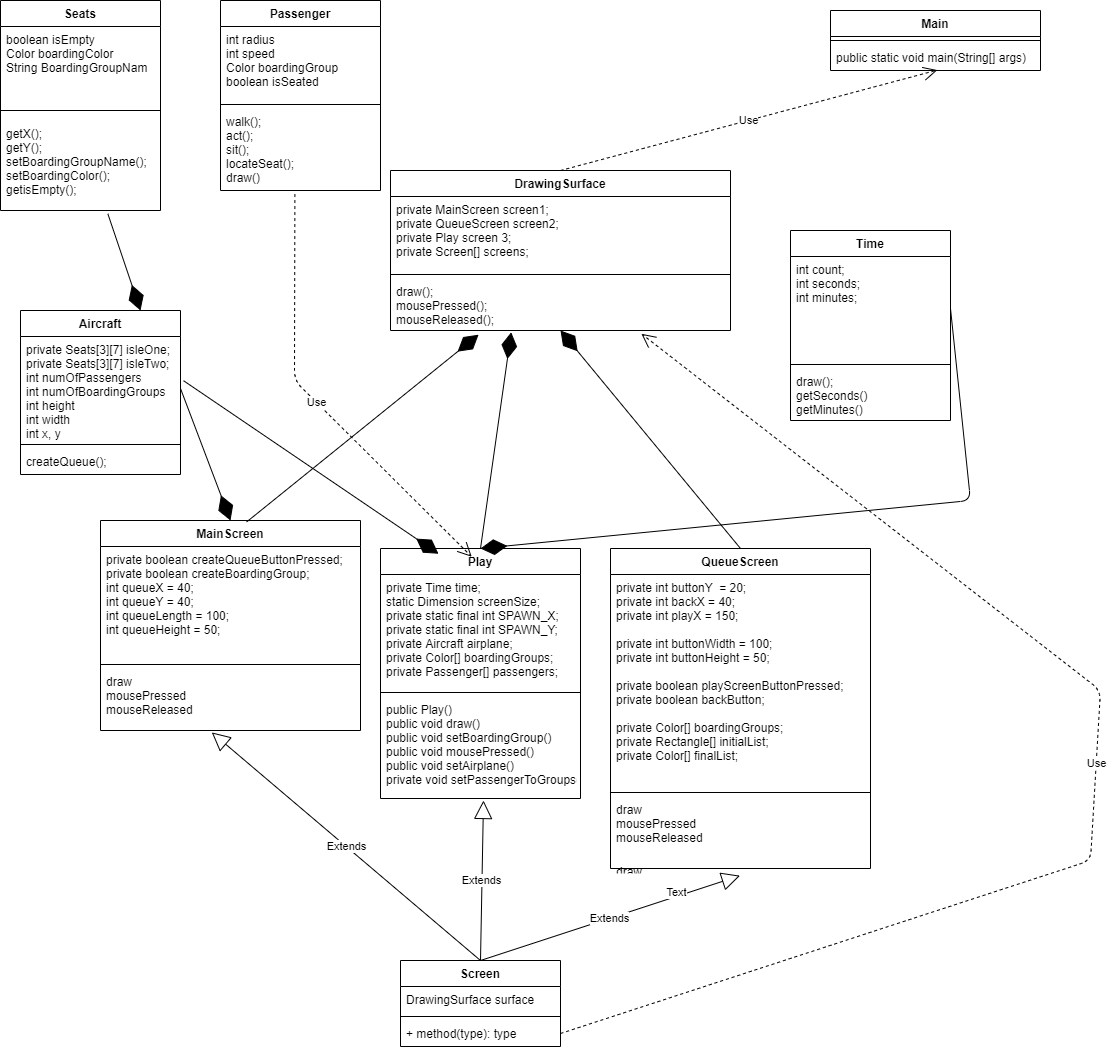 Seats
boolean isEmpty
Color boardingColor
String BoardingGroupNam
getX();
getY();
setBoardingGroupName();
setBoardingColor();
getisEmpty();
Passenger
int radius
int speed
Color boardingGroup
boolean isSeated
walk();
act();
sit();
locateSeat();
draw()
Main
public static void main(String[] args)
Use
DrawingSurface
private MainScreen screen1;
private QueueScreen screen2;
private Play screen 3;
private Screen[] screens;
draw();
mousePressed();
mouseReleased();
Time
int count;
int seconds;
int minutes;
draw();
getSeconds()
getMinutes()
Aircraft
private Seats[3][7] isleOne;
private Seats[3][7] isleTwo;
int numOfPassengers
int numOfBoardingGroups
int height
int width
int x, y
createQueue();
Use
MainScreen
private boolean createQueueButtonPressed;
private boolean createBoardingGroup;
int queueX = 40;
int queueY = 40;
int queueLength = 100;
int queueHeight = 50;
draw
mousePressed
mouseReleased
Play
private Time time;
static Dimension screenSize;
private static final int SPAWN_X;
private static final int SPAWN_Y;
private Aircraft airplane;
private Color[] boardingGroups;
private Passenger[] passengers;
public Play()
public void draw()
public void setBoardingGroup()
public void mousePressed()
public void setAirplane()
private void setPassengerToGroups
QueueScreen
private int buttonY = 20;
private int backX = 40;
private int playX = 150;
private int buttonWidth = 100;
private int buttonHeight = 50;
private boolean playScreenButtonPressed;
private boolean backButton;
private Color[] boardingGroups;
private Rectangle[] initialList;
private Color[] finalList;
draw
mousePressed
mouseReleased
draw
Use
Extends
Extends
Text
Extends
Screen
DrawingSurface surface
+ method(type): type